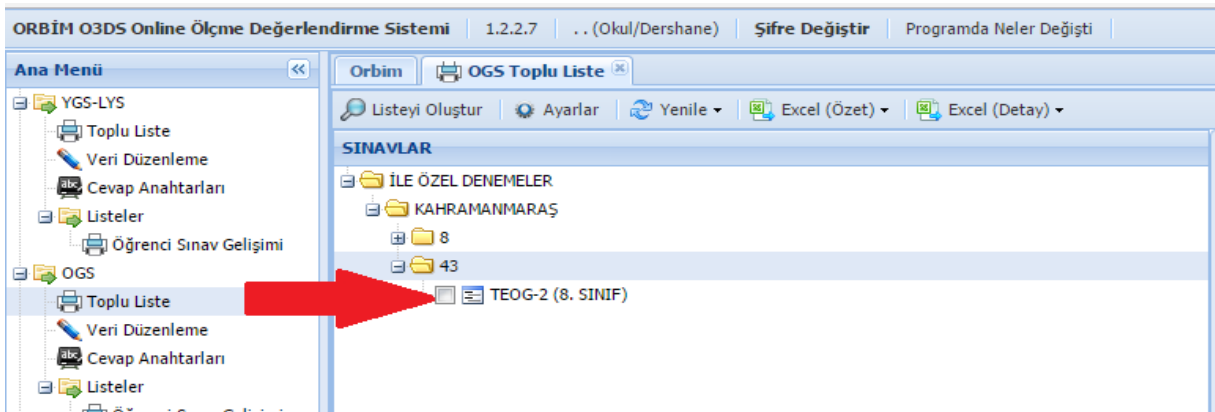 ORBİM O3DS Online Ölçme Değerlendirme Sistemi 1.2.2.7 . . (Okul/Dershane) Şifre Değiştir Programda Neler Değişti
Ana Menü
YGS-LYS
Toplu Liste
Veri Düzenleme
Cevap Anahtarları
Listeler
Öğrenci Sınav Gelişimi
OGS
Toplu Liste
Veri Düzenleme
Cevap Anahtarları
Listeler
Orbim OGS Toplu Liste
Listeyi Oluştur Ayarlar Yenile Excel (Özet) Excel (Detay)
SINAVLAR
İLE ÖZEL DENEMELER
KAHRAMANMARAŞ
8
43
TEOG-2 (8. SINIF)